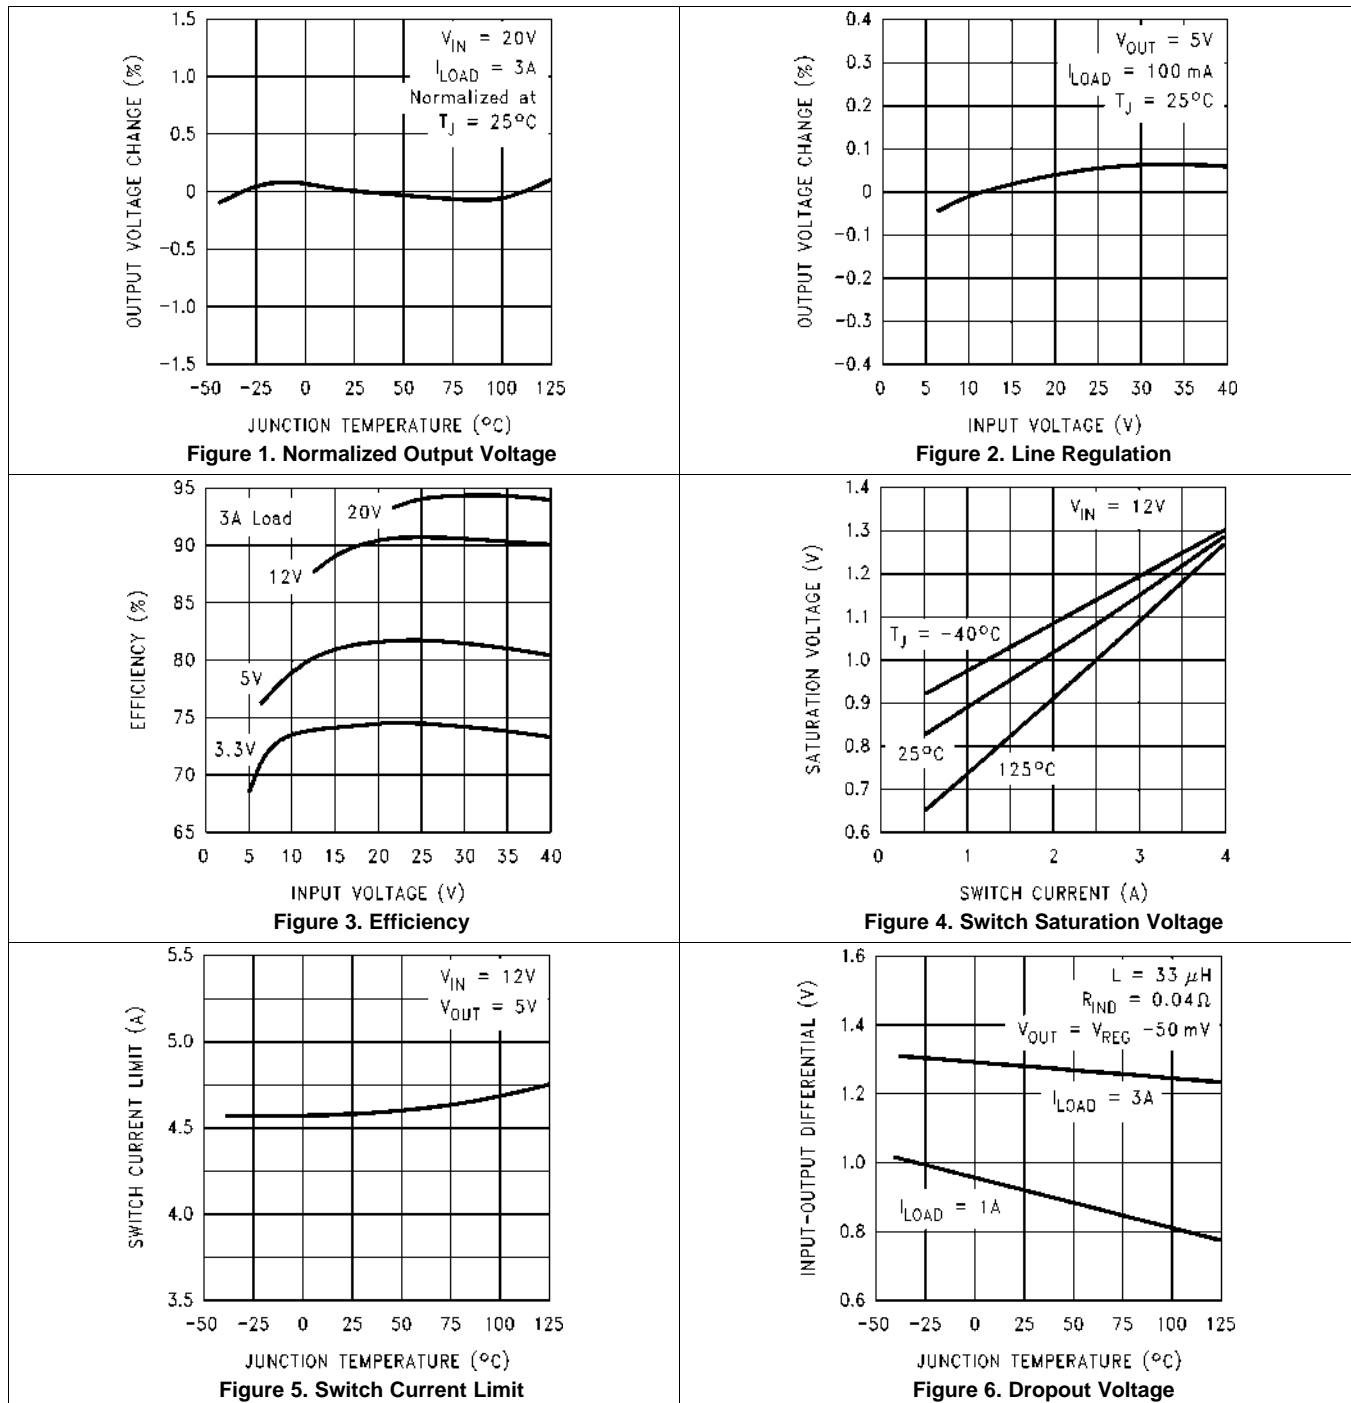 1.5
1.0
0.5
0
-0.5
-1.0
-1.5
OUTPUT VOLTAGE CHANGE (%)
V_IN = 20V
I_LOAD = 3A
Normalized at
T_J = 25°C
-50 -25 0 25 50 75 100 125
JUNCTION TEMPERATURE (°C)
Figure 1. Normalized Output Voltage
0.4
0.3
0.2
0.1
0
-0.1
-0.2
-0.3
-0.4
OUTPUT VOLTAGE CHANGE (%)
V_OUT = 5V
I_LOAD = 100 mA
T_J = 25°C
0 5 10 15 20 25 30 35 40
INPUT VOLTAGE (V)
Figure 2. Line Regulation
95
90
85
80
75
70
65
EFFICIENCY (%)
3A Load
20V
12V
5V
3.3V
0 5 10 15 20 25 30 35 40
INPUT VOLTAGE (V)
Figure 3. Efficiency
1.4
1.3
1.2
1.1
1.0
0.9
0.8
0.7
0.6
SATURATION VOLTAGE (V)
V_IN = 12V
T_J = -40°C
25°C
125°C
0 1 2 3 4
SWITCH CURRENT (A)
Figure 4. Switch Saturation Voltage
5.5
5.0
4.5
4.0
3.5
SWITCH CURRENT LIMIT (A)
V_IN = 12V
V_OUT = 5V
-50 -25 0 25 50 75 100 125
JUNCTION TEMPERATURE (°C)
Figure 5. Switch Current Limit
1.6
1.4
1.2
1.0
0.8
0.6
INPUT-OUTPUT DIFFERENTIAL (V)
L = 33 μH
R_IND = 0.04Ω
V_OUT = V_REG -50 mV
I_LOAD = 3A
I_LOAD = 1A
-50 -25 0 25 50 75 100 125
JUNCTION TEMPERATURE (°C)
Figure 6. Dropout Voltage